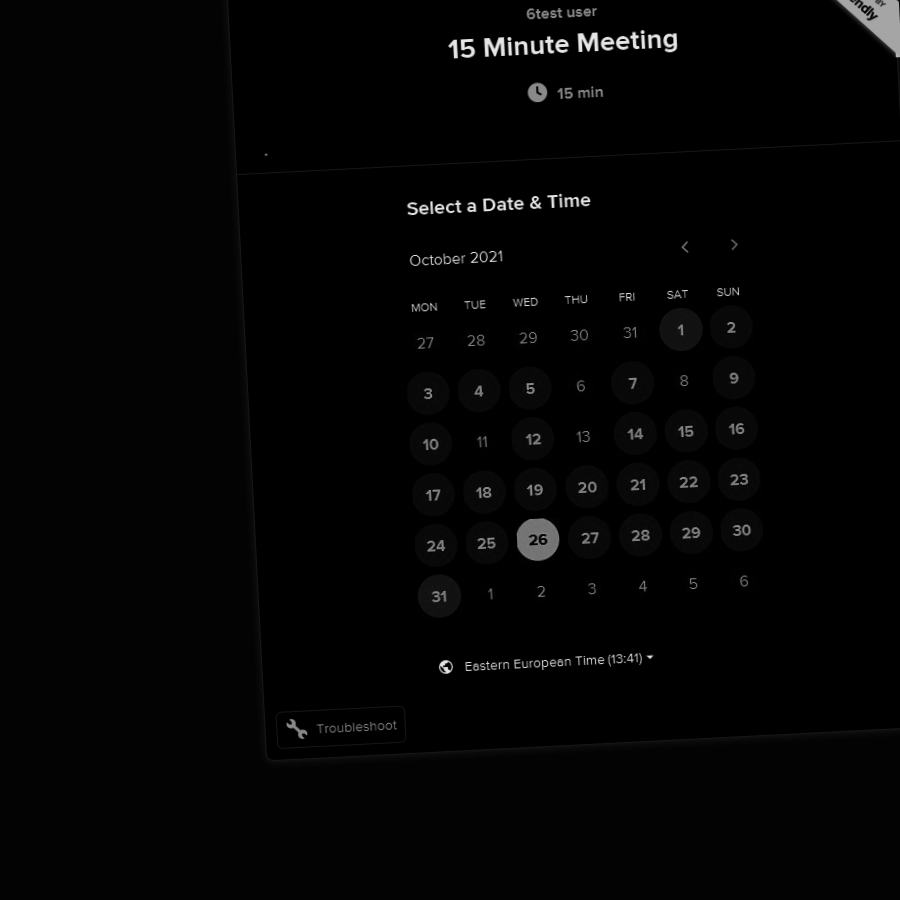 6test user
15 Minute Meeting
15 min
Select a Date & Time
October 2021
MON TUE WED THU FRI SAT SUN
27 28 29 30 31 1 2
3 4 5 6 7 8 9
10 11 12 13 14 15 16
17 18 19 20 21 22 23
24 25 26 27 28 29 30
31 1 2 3 4 5 6
Eastern European Time (13:41)
Troubleshoot